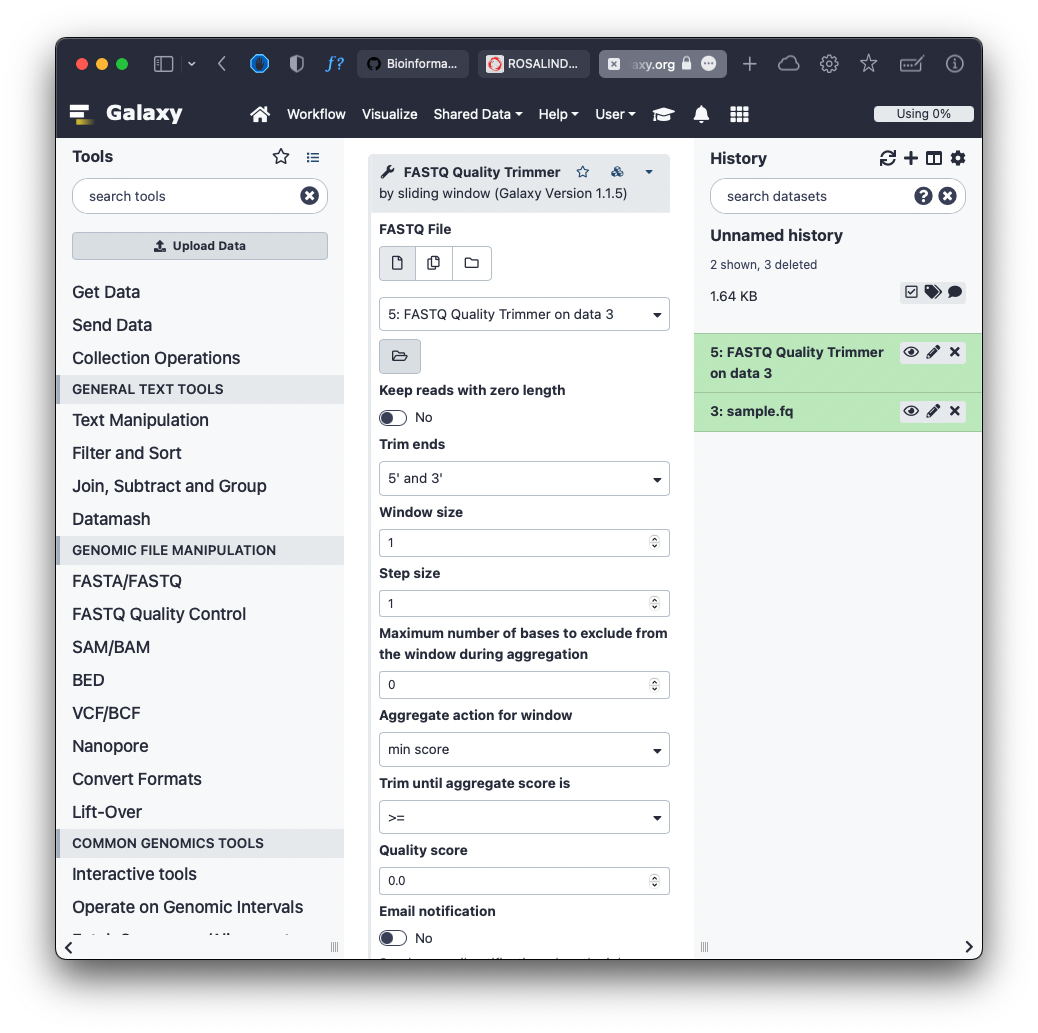 ƒ?
Bioinforma...
ROSALIND...
axy.org
Galaxy
Workflow
Visualize
Shared Data
Help
User
Using 0%
Tools
search tools
Upload Data
Get Data
Send Data
Collection Operations
GENERAL TEXT TOOLS
Text Manipulation
Filter and Sort
Join, Subtract and Group
Datamash
GENOMIC FILE MANIPULATION
FASTA/FASTQ
FASTQ Quality Control
SAM/BAM
BED
VCF/BCF
Nanopore
Convert Formats
Lift-Over
COMMON GENOMICS TOOLS
Interactive tools
Operate on Genomic Intervals
FASTQ Quality Trimmer
by sliding window (Galaxy Version 1.1.5)
FASTQ File
5: FASTQ Quality Trimmer on data 3
Keep reads with zero length
No
Trim ends
5' and 3'
Window size
1
Step size
1
Maximum number of bases to exclude from
the window during aggregation
0
Aggregate action for window
min score
Trim until aggregate score is
>=
Quality score
0.0
Email notification
No
History
search datasets
Unnamed history
2 shown, 3 deleted
1.64 KB
5: FASTQ Quality Trimmer
on data 3
3: sample.fq